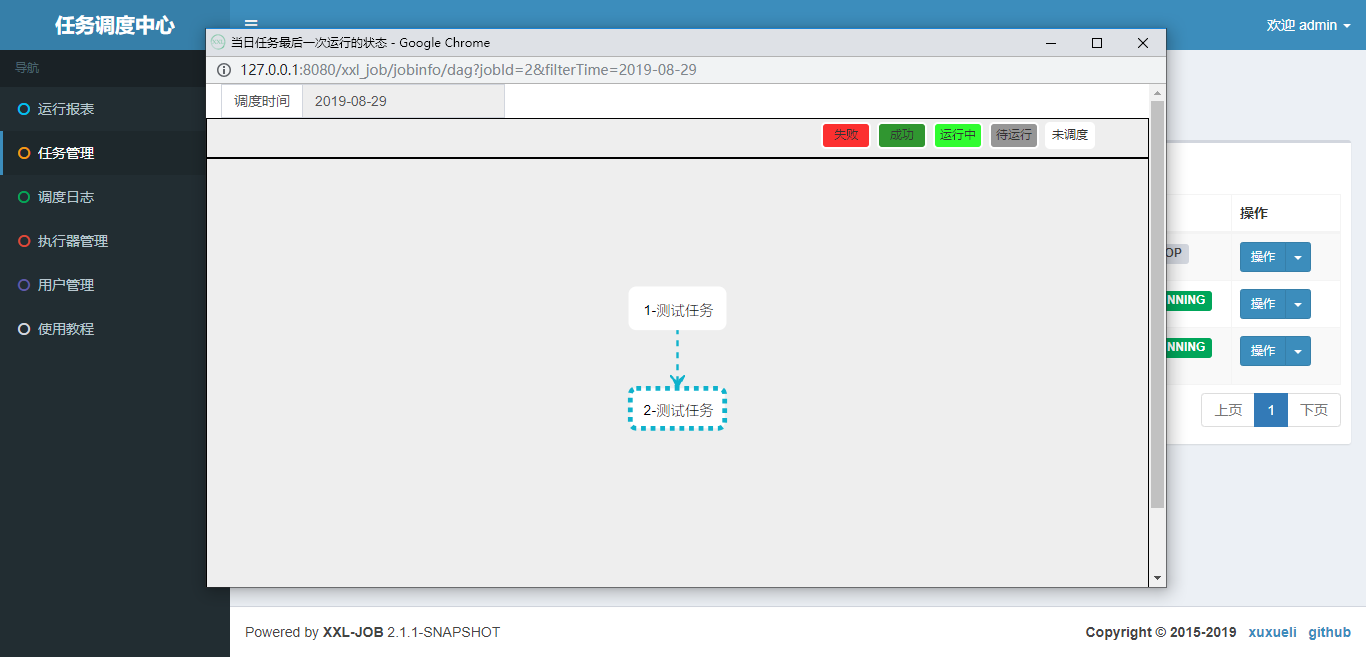 任务调度中心
欢迎 admin
当日任务最后一次运行的状态 - Google Chrome
127.0.0.1:8080/xxl_job/jobinfo/dag?jobId=2&filterTime=2019-08-29
调度时间 2019-08-29
失败 成功 运行中 待运行 未调度
导航
运行报表
任务管理
调度日志
执行器管理
用户管理
使用教程
1-测试任务
2-测试任务
操作
OP 操作
NNING 操作
NNING 操作
上页 1 下页
Powered by XXL-JOB 2.1.1-SNAPSHOT
Copyright © 2015-2019 xuxueli github